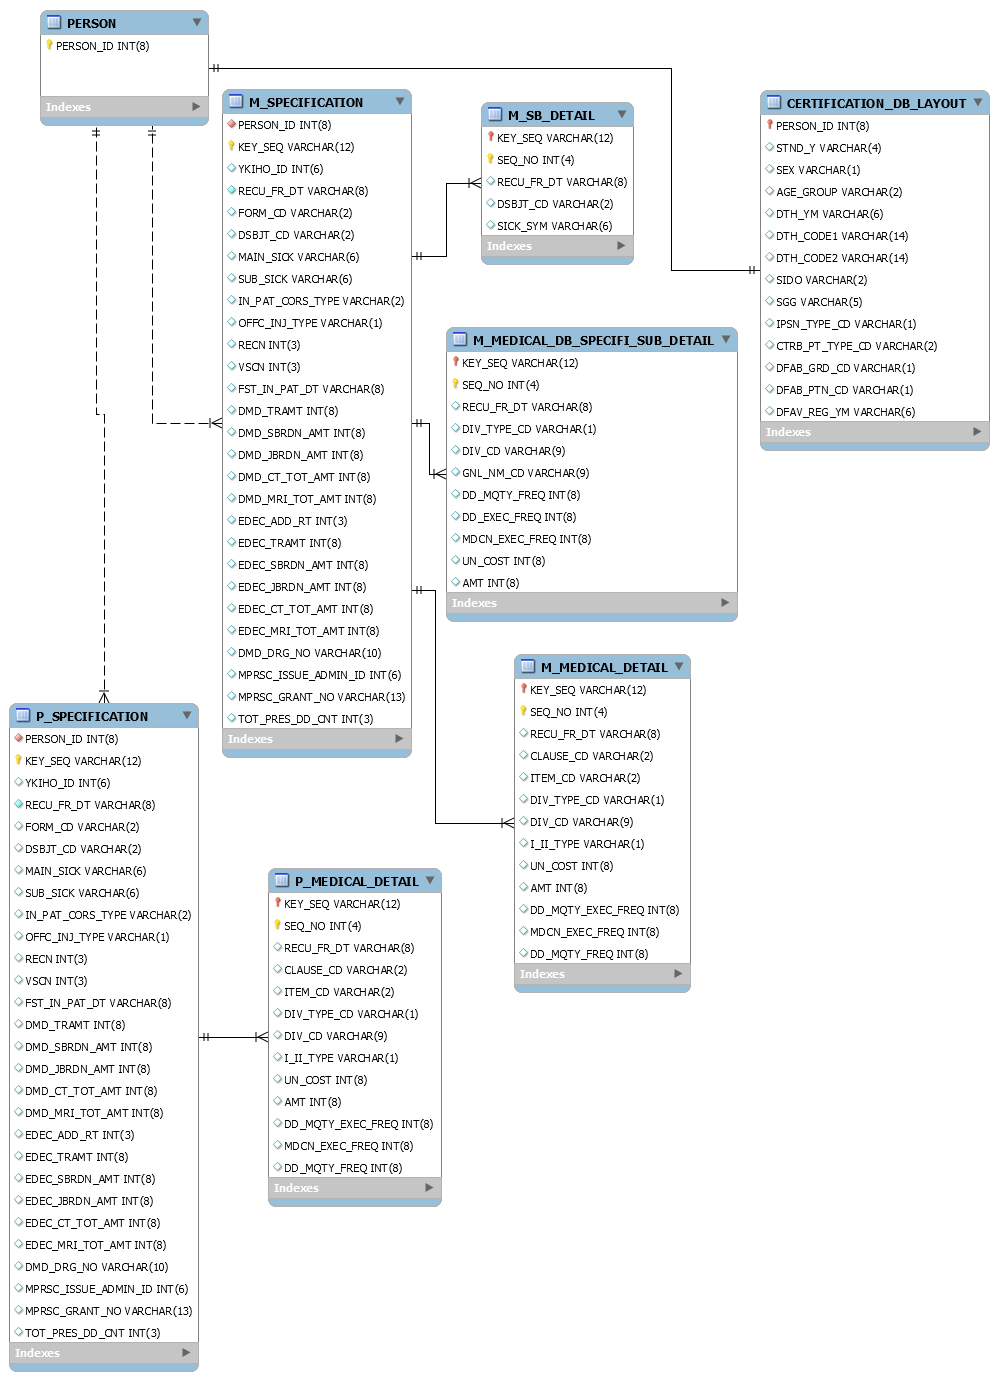 PERSON
PERSON_ID INT(8)
Indexes
M_SPECIFICATION
PERSON_ID INT(8)
KEY_SEQ VARCHAR(12)
YKIHO_ID INT(6)
RECU_FR_DT VARCHAR(8)
FORM_CD VARCHAR(2)
DSBJT_CD VARCHAR(2)
MAIN_SICK VARCHAR(6)
SUB_SICK VARCHAR(6)
IN_PAT_CORS_TYPE VARCHAR(2)
OFFC_INJ_TYPE VARCHAR(1)
RECN INT(3)
VSCN INT(3)
FST_IN_PAT_DT VARCHAR(8)
DMD_TRAMT INT(8)
DMD_SBRDN_AMT INT(8)
DMD_JBRDN_AMT INT(8)
DMD_CT_TOT_AMT INT(8)
DMD_MRI_TOT_AMT INT(8)
EDEC_ADD_RT INT(3)
EDEC_TRAMT INT(8)
EDEC_SBRDN_AMT INT(8)
EDEC_JBRDN_AMT INT(8)
EDEC_CT_TOT_AMT INT(8)
EDEC_MRI_TOT_AMT INT(8)
DMD_DRG_NO VARCHAR(10)
MPRSC_ISSUE_ADMIN_ID INT(6)
MPRSC_GRANT_NO VARCHAR(13)
TOT_PRES_DD_CNT INT(3)
Indexes
M_SB_DETAIL
KEY_SEQ VARCHAR(12)
SEQ_NO INT(4)
RECU_FR_DT VARCHAR(8)
DSBJT_CD VARCHAR(2)
SICK_SYM VARCHAR(6)
Indexes
CERTIFICATION_DB_LAYOUT
PERSON_ID INT(8)
STND_Y VARCHAR(4)
SEX VARCHAR(1)
AGE_GROUP VARCHAR(2)
DTH_YM VARCHAR(6)
DTH_CODE1 VARCHAR(14)
DTH_CODE2 VARCHAR(14)
SIDO VARCHAR(2)
SGG VARCHAR(5)
IPSN_TYPE_CD VARCHAR(1)
CTRB_PT_TYPE_CD VARCHAR(2)
DFAB_GRD_CD VARCHAR(1)
DFAB_PTN_CD VARCHAR(1)
DFAV_REG_YM VARCHAR(6)
Indexes
M_MEDICAL_DB_SPECIFI_SUB_DETAIL
KEY_SEQ VARCHAR(12)
SEQ_NO INT(4)
RECU_FR_DT VARCHAR(8)
DIV_TYPE_CD VARCHAR(1)
DIV_CD VARCHAR(9)
GNL_NM_CD VARCHAR(9)
DD_MQTY_FREQ INT(8)
DD_EXEC_FREQ INT(8)
MDCN_EXEC_FREQ INT(8)
UN_COST INT(8)
AMT INT(8)
Indexes
M_MEDICAL_DETAIL
KEY_SEQ VARCHAR(12)
SEQ_NO INT(4)
RECU_FR_DT VARCHAR(8)
CLAUSE_CD VARCHAR(2)
ITEM_CD VARCHAR(2)
DIV_TYPE_CD VARCHAR(1)
DIV_CD VARCHAR(9)
I_II_TYPE VARCHAR(1)
UN_COST INT(8)
AMT INT(8)
DD_MQTY_EXEC_FREQ INT(8)
MDCN_EXEC_FREQ INT(8)
DD_MQTY_FREQ INT(8)
Indexes
P_SPECIFICATION
PERSON_ID INT(8)
KEY_SEQ VARCHAR(12)
YKIHO_ID INT(6)
RECU_FR_DT VARCHAR(8)
FORM_CD VARCHAR(2)
DSBJT_CD VARCHAR(2)
MAIN_SICK VARCHAR(6)
SUB_SICK VARCHAR(6)
IN_PAT_CORS_TYPE VARCHAR(2)
OFFC_INJ_TYPE VARCHAR(1)
RECN INT(3)
VSCN INT(3)
FST_IN_PAT_DT VARCHAR(8)
DMD_TRAMT INT(8)
DMD_SBRDN_AMT INT(8)
DMD_JBRDN_AMT INT(8)
DMD_CT_TOT_AMT INT(8)
DMD_MRI_TOT_AMT INT(8)
EDEC_ADD_RT INT(3)
EDEC_TRAMT INT(8)
EDEC_SBRDN_AMT INT(8)
EDEC_JBRDN_AMT INT(8)
EDEC_CT_TOT_AMT INT(8)
EDEC_MRI_TOT_AMT INT(8)
DMD_DRG_NO VARCHAR(10)
MPRSC_ISSUE_ADMIN_ID INT(6)
MPRSC_GRANT_NO VARCHAR(13)
TOT_PRES_DD_CNT INT(3)
Indexes
P_MEDICAL_DETAIL
KEY_SEQ VARCHAR(12)
SEQ_NO INT(4)
RECU_FR_DT VARCHAR(8)
CLAUSE_CD VARCHAR(2)
ITEM_CD VARCHAR(2)
DIV_TYPE_CD VARCHAR(1)
DIV_CD VARCHAR(9)
I_II_TYPE VARCHAR(1)
UN_COST INT(8)
AMT INT(8)
DD_MQTY_EXEC_FREQ INT(8)
MDCN_EXEC_FREQ INT(8)
DD_MQTY_FREQ INT(8)
Indexes